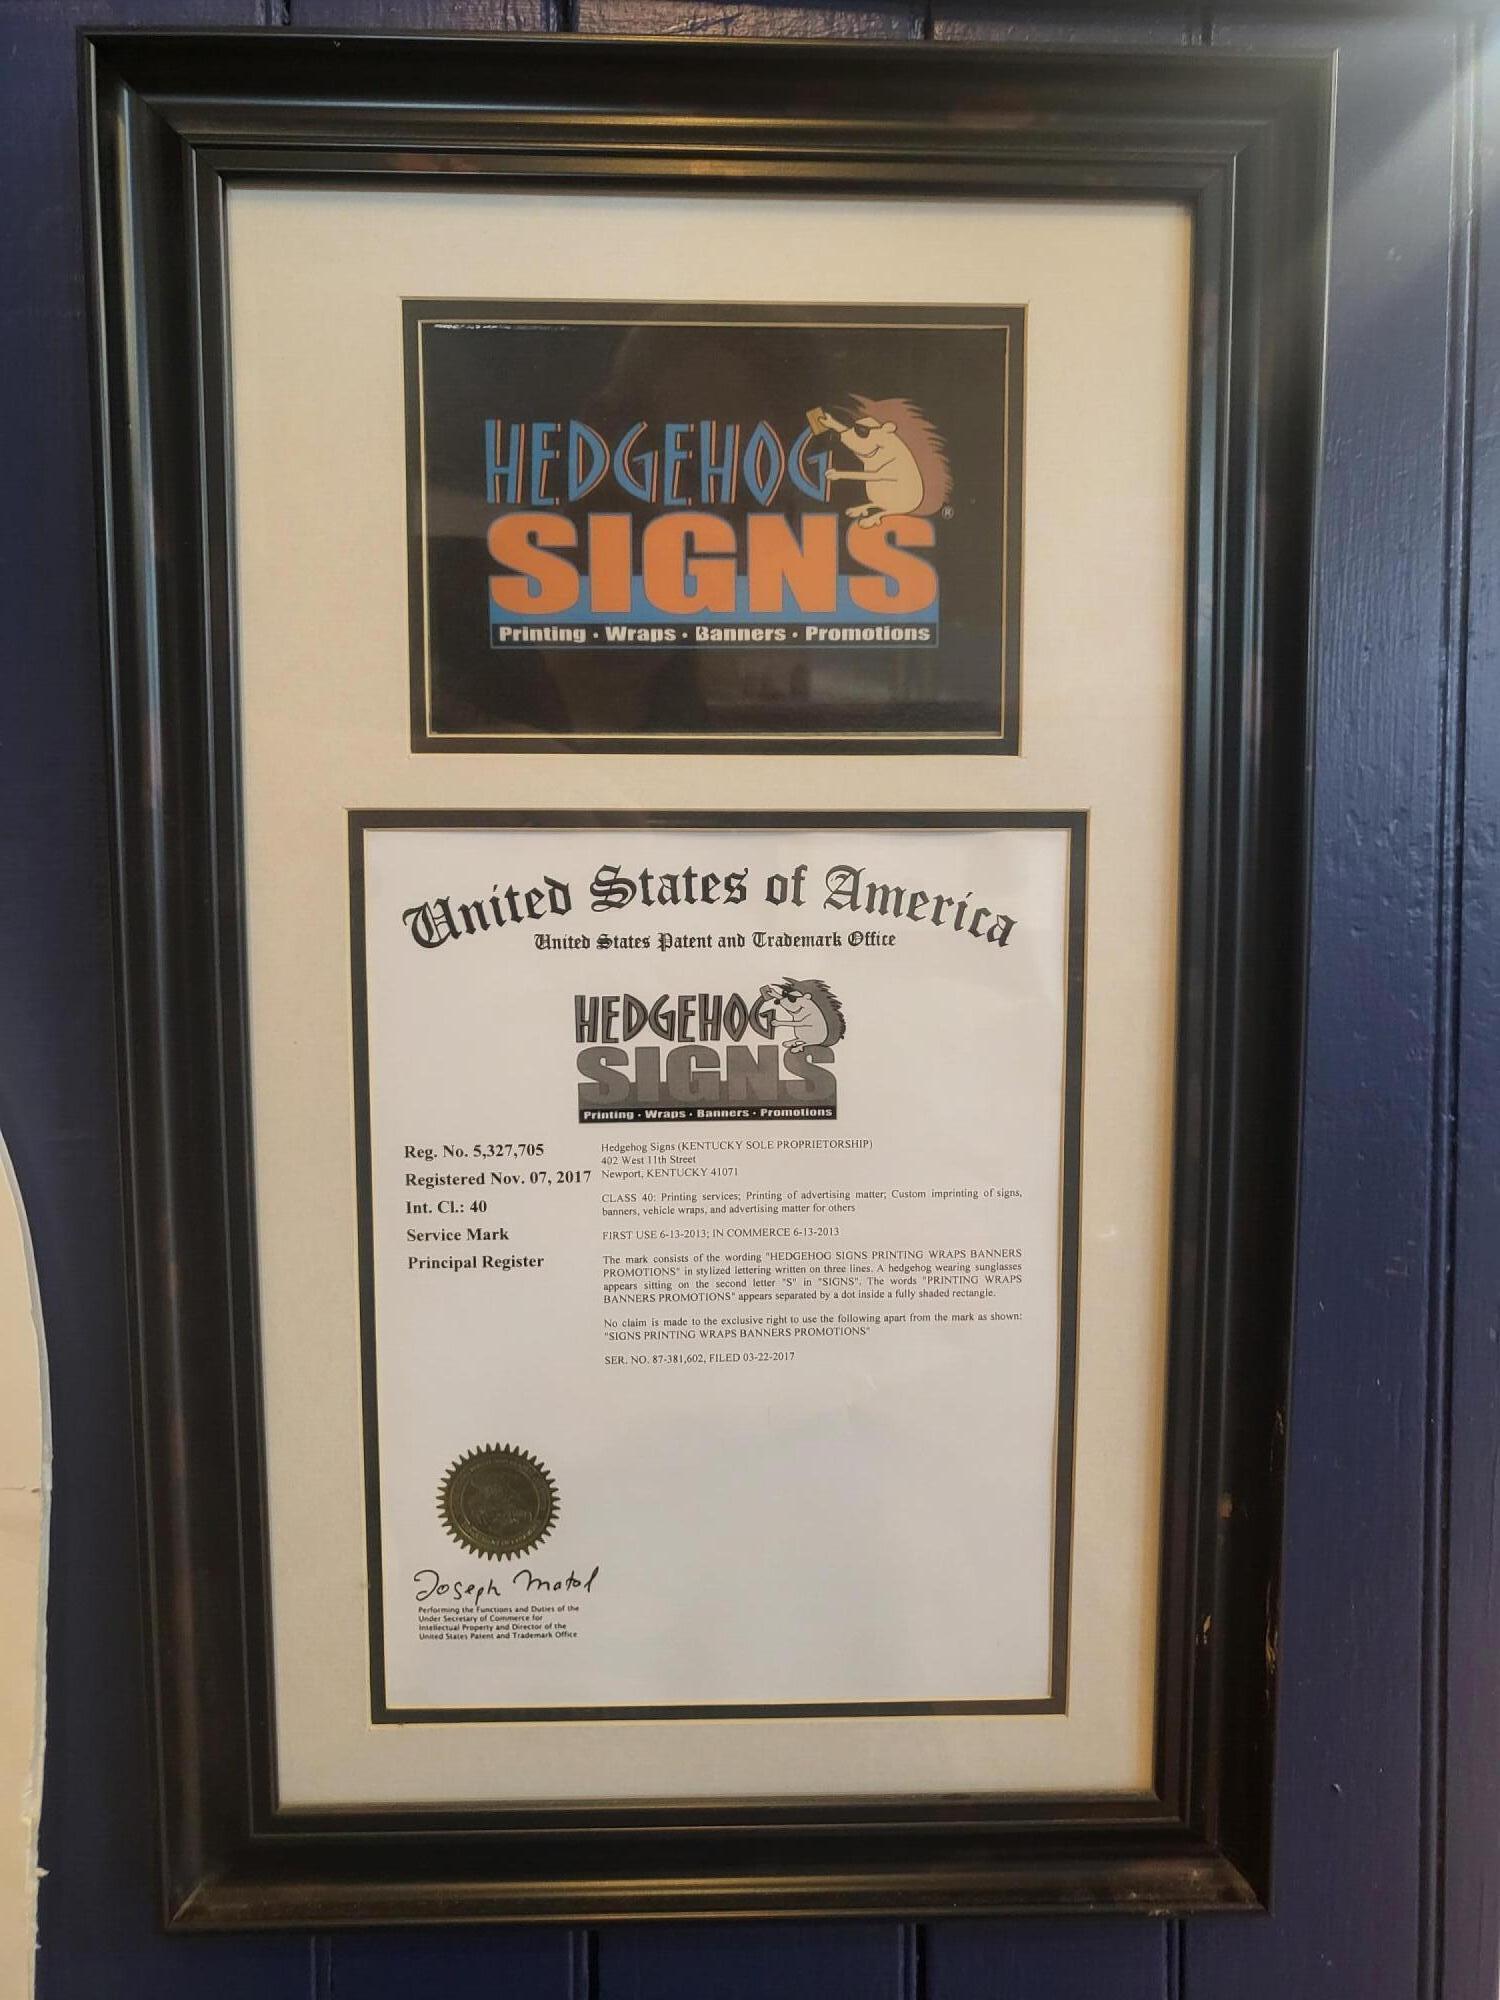 HEDGEHOG
SIGNS
®
Printing · Wraps · Banners · Promotions
United States of America
United States Patent and Trademark Office
HEDGEHOG
SIGNS
Printing · Wraps · Banners · Promotions
Reg. No. 5,327,705
Registered Nov. 07, 2017
Int. Cl.: 40
Service Mark
Principal Register
Hedgehog Signs (KENTUCKY SOLE PROPRIETORSHIP)
402 West 11th Street
Newport, KENTUCKY 41071
CLASS 40: Printing services; Printing of advertising matter; Custom imprinting of signs,
banners, vehicle wraps, and advertising matter for others
FIRST USE 6-13-2013; IN COMMERCE 6-13-2013
The mark consists of the wording "HEDGEHOG SIGNS PRINTING WRAPS BANNERS
PROMOTIONS" in stylized lettering written on three lines. A hedgehog wearing sunglasses
appears sitting on the second letter "S" in "SIGNS". The words "PRINTING WRAPS
BANNERS PROMOTIONS" appears separated by a dot inside a fully shaded rectangle.
No claim is made to the exclusive right to use the following apart from the mark as shown:
"SIGNS PRINTING WRAPS BANNERS PROMOTIONS"
SER. NO. 87-381,602, FILED 03-22-2017
Joseph Matal
Performing the Functions and Duties of the
Under Secretary of Commerce for
Intellectual Property and Director of the
United States Patent and Trademark Office